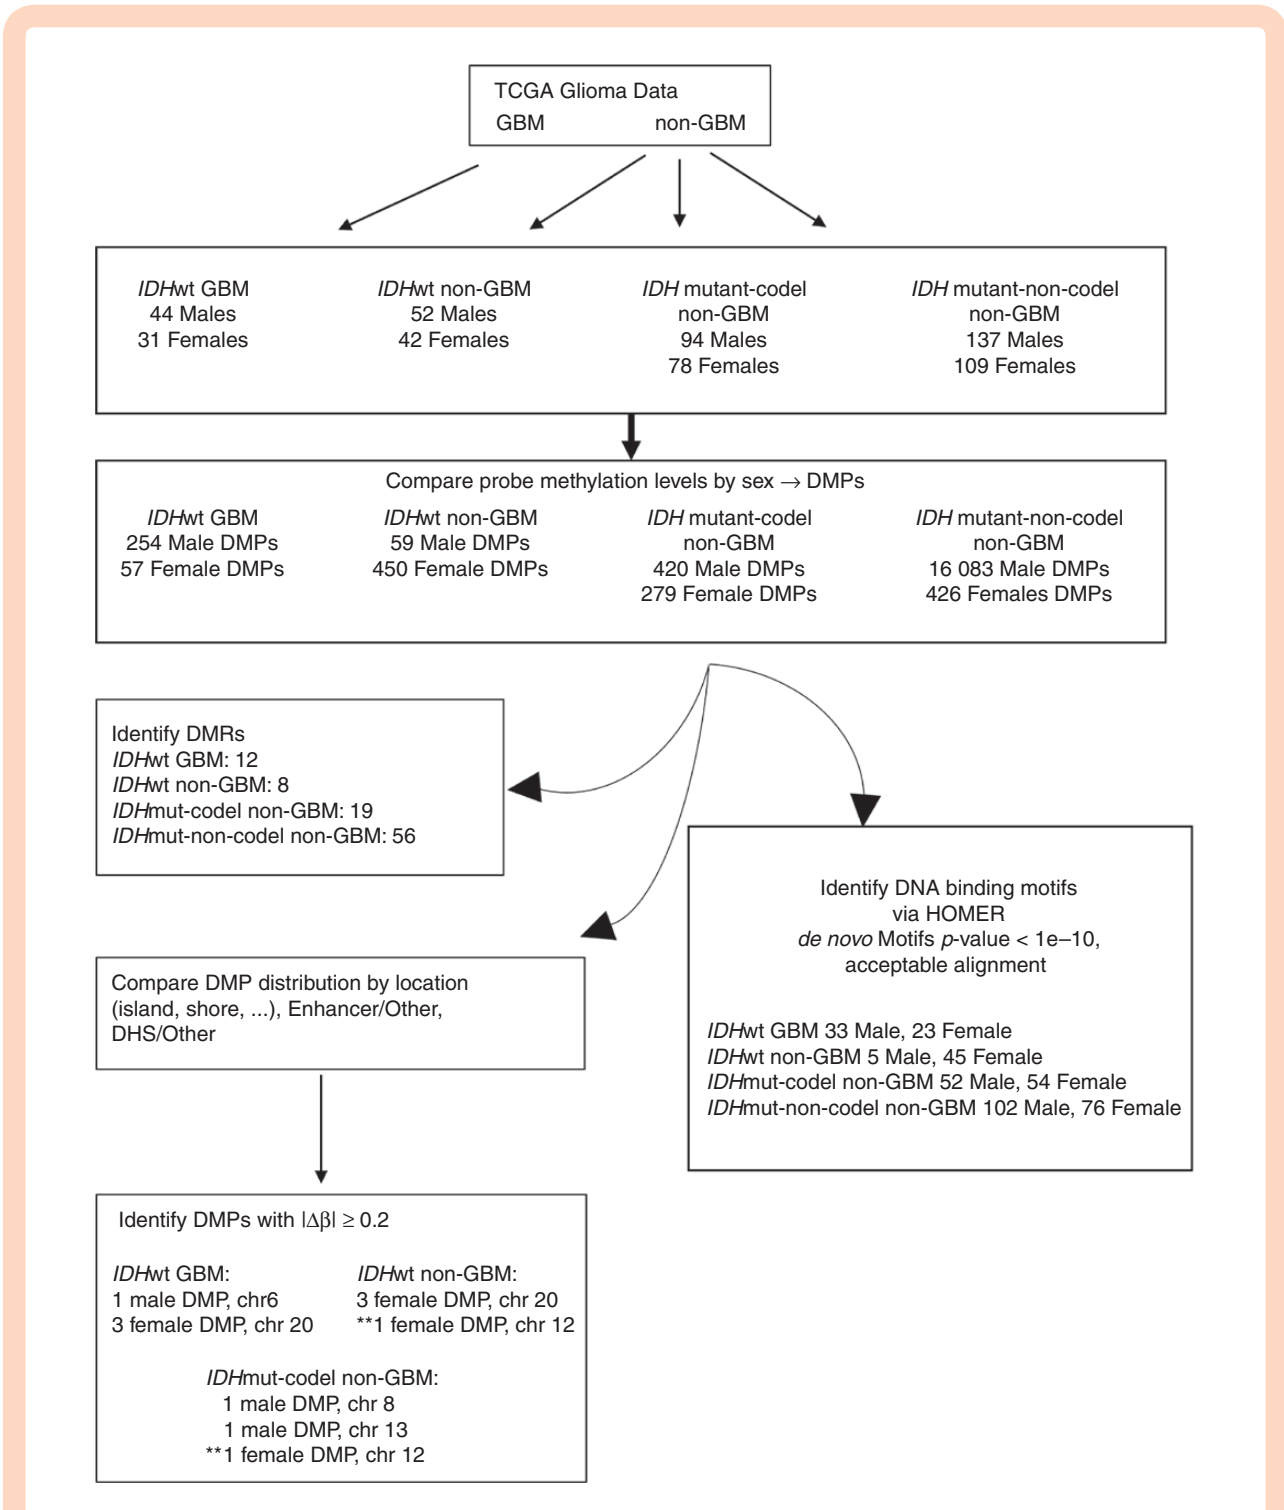 TCGA Glioma Data
GBM non-GBM
IDHwt GBM
44 Males
31 Females
IDHwt non-GBM
52 Males
42 Females
IDH mutant-codel
non-GBM
94 Males
78 Females
IDH mutant-non-codel
non-GBM
137 Males
109 Females
Compare probe methylation levels by sex → DMPs
IDHwt GBM
254 Male DMPs
57 Female DMPs
IDHwt non-GBM
59 Male DMPs
450 Female DMPs
IDH mutant-codel
non-GBM
420 Male DMPs
279 Female DMPs
IDH mutant-non-codel
non-GBM
16 083 Male DMPs
426 Females DMPs
Identify DMRs
IDHwt GBM: 12
IDHwt non-GBM: 8
IDHmut-codel non-GBM: 19
IDHmut-non-codel non-GBM: 56
Identify DNA binding motifs
via HOMER
de novo Motifs p-value < 1e–10,
acceptable alignment
IDHwt GBM 33 Male, 23 Female
IDHwt non-GBM 5 Male, 45 Female
IDHmut-codel non-GBM 52 Male, 54 Female
IDHmut-non-codel non-GBM 102 Male, 76 Female
Compare DMP distribution by location
(island, shore, ...), Enhancer/Other,
DHS/Other
Identify DMPs with |Δβ| ≥ 0.2
IDHwt GBM:
1 male DMP, chr6
3 female DMP, chr 20
IDHwt non-GBM:
3 female DMP, chr 20
**1 female DMP, chr 12
IDHmut-codel non-GBM:
1 male DMP, chr 8
1 male DMP, chr 13
**1 female DMP, chr 12